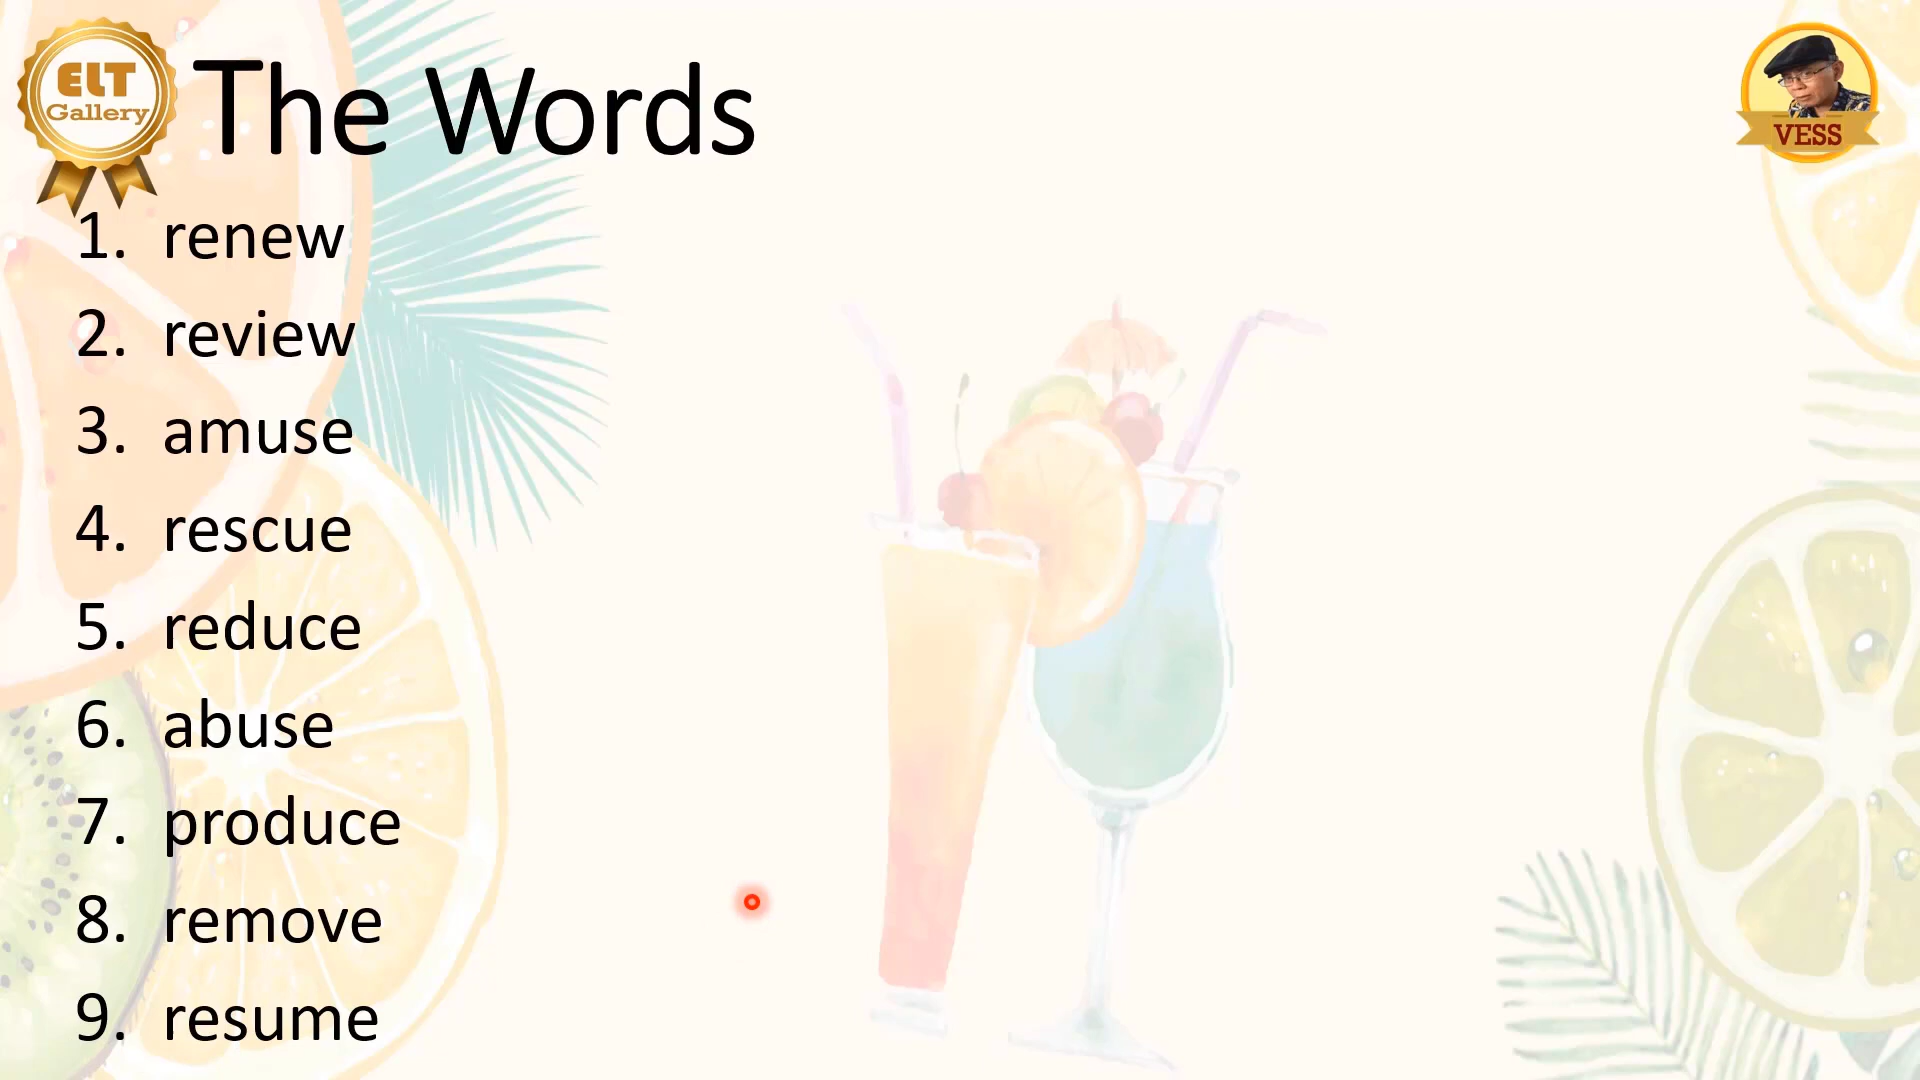 ELT
Gallery
The Words
VESS
1. renew
2. review
3. amuse
4. rescue
5. reduce
6. abuse
7. produce
8. remove
9. resume